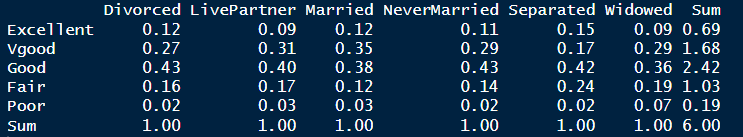 Divorced LivePartner Married NeverMarried Separated Widowed Sum
Excellent 0.12 0.09 0.12 0.11 0.15 0.09 0.69
Vgood 0.27 0.31 0.35 0.29 0.17 0.29 1.68
Good 0.43 0.40 0.38 0.43 0.42 0.36 2.42
Fair 0.16 0.17 0.12 0.14 0.24 0.19 1.03
Poor 0.02 0.03 0.03 0.02 0.02 0.07 0.19
Sum 1.00 1.00 1.00 1.00 1.00 1.00 6.00